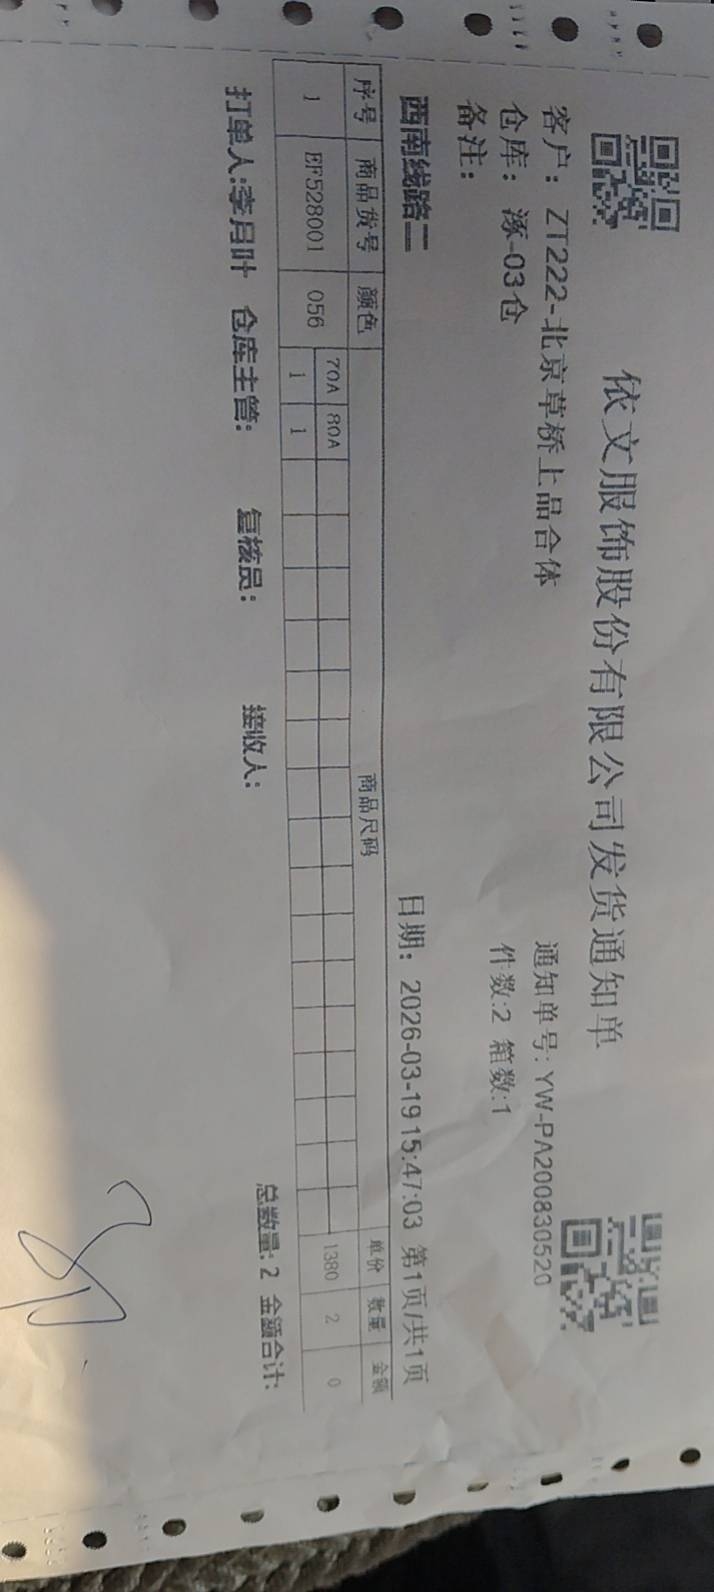 依文服饰股份有限公司发货通知单
客户：ZT222-北京草桥上品合体 通知单号：YW-PA200830520
仓库：涿-03仓 件数:2 箱数:1
备注：
西南线路二 日期：2026-03-19 15:47:03 第1页/共1页
序号 商品货号 颜色 商品尺码 单价 数量 金额
70A 80A
1 EF528001 056 1 1 1380 2 0
打单人:李月叶 仓库主管: 复核员: 接收人: 总数量: 2 金额合计: